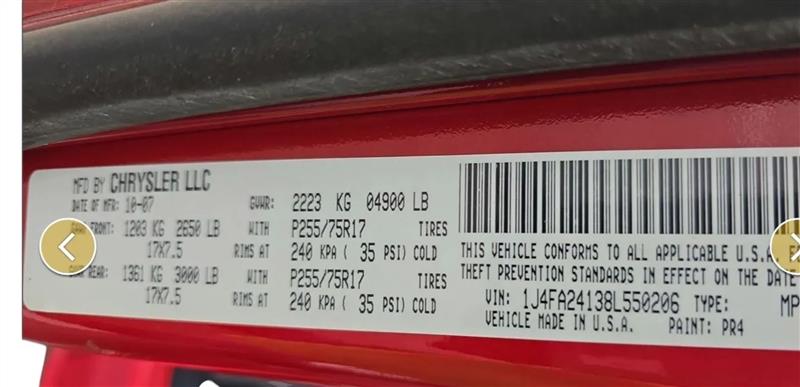 MFD BY CHRYSLER LLC
DATE OF MFR: 10-07 GVWR: 2223 KG 04900 LB
FRONT: 1203 KG 2650 LB WITH P255/75R17 TIRES
17X7.5 RIMS AT 240 KPA ( 35 PSI) COLD
REAR: 1361 KG 3000 LB WITH P255/75R17 TIRES
17X7.5 RIMS AT 240 KPA ( 35 PSI) COLD
THIS VEHICLE CONFORMS TO ALL APPLICABLE U.S.A.
THEFT PREVENTION STANDARDS IN EFFECT ON THE DATE
VIN: 1J4FA24138L550206 TYPE: MP
VEHICLE MADE IN U.S.A. PAINT: PR4